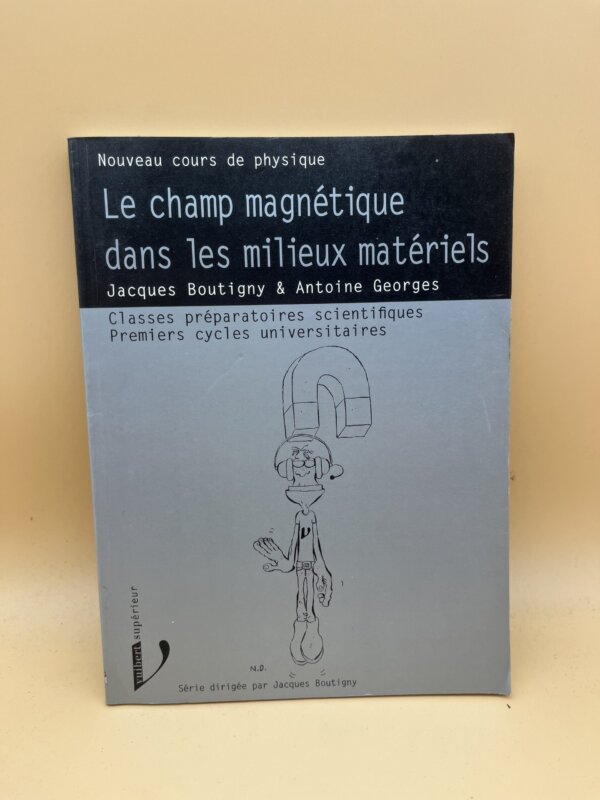 Nouveau cours de physique
Le champ magnétique
dans les milieux matériels
Jacques Boutigny & Antoine Georges
Classes préparatoires scientifiques
Premiers cycles universitaires
N.D.
vuibert supérieur
Série dirigée par Jacques Boutigny